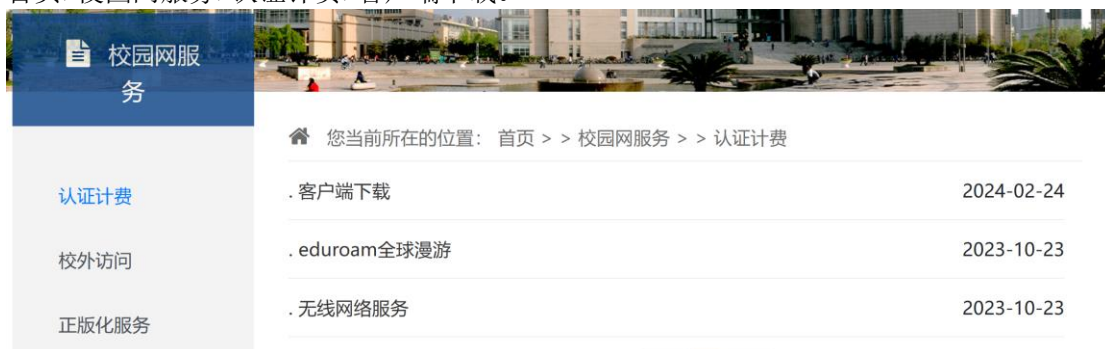 校园网服
务
您当前所在的位置： 首页 > > 校园网服务 > > 认证计费
认证计费
校外访问
正版化服务
. 客户端下载 2024-02-24
. eduroam全球漫游 2023-10-23
. 无线网络服务 2023-10-23